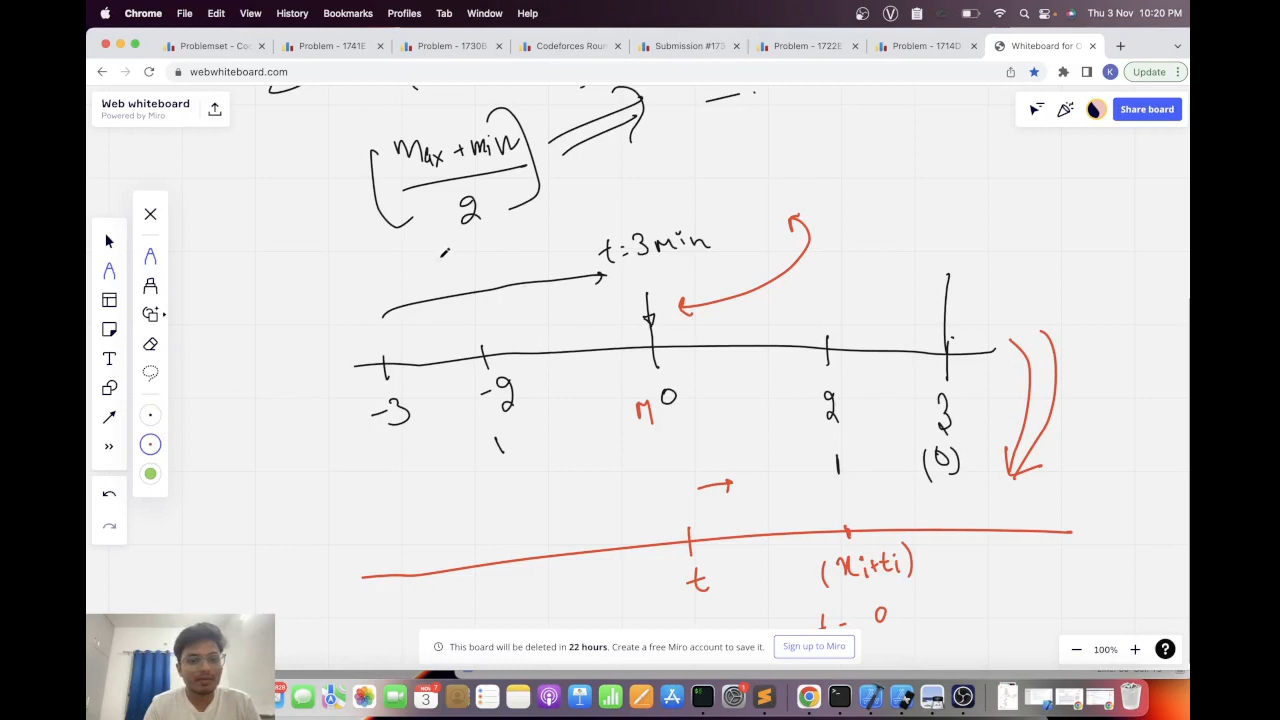 Chrome File Edit View History Bookmarks Profiles Tab Window Help
Thu 3 Nov 10:20 PM
Problemset - Co
Problem - 1741E
Problem - 1730B
Codeforces Roun
Submission #173
Problem - 1722E
Problem - 1714D
Whiteboard for C
webwhiteboard.com
K
Update
Web whiteboard
Powered by Miro
Share board
max + min
2
t = 3 min
-3
-2
M
0
2
3
1
1
(0)
t
(xi+ti)
t - 0
This board will be deleted in 22 hours. Create a free Miro account to save it.
Sign up to Miro
100%
NOV
3